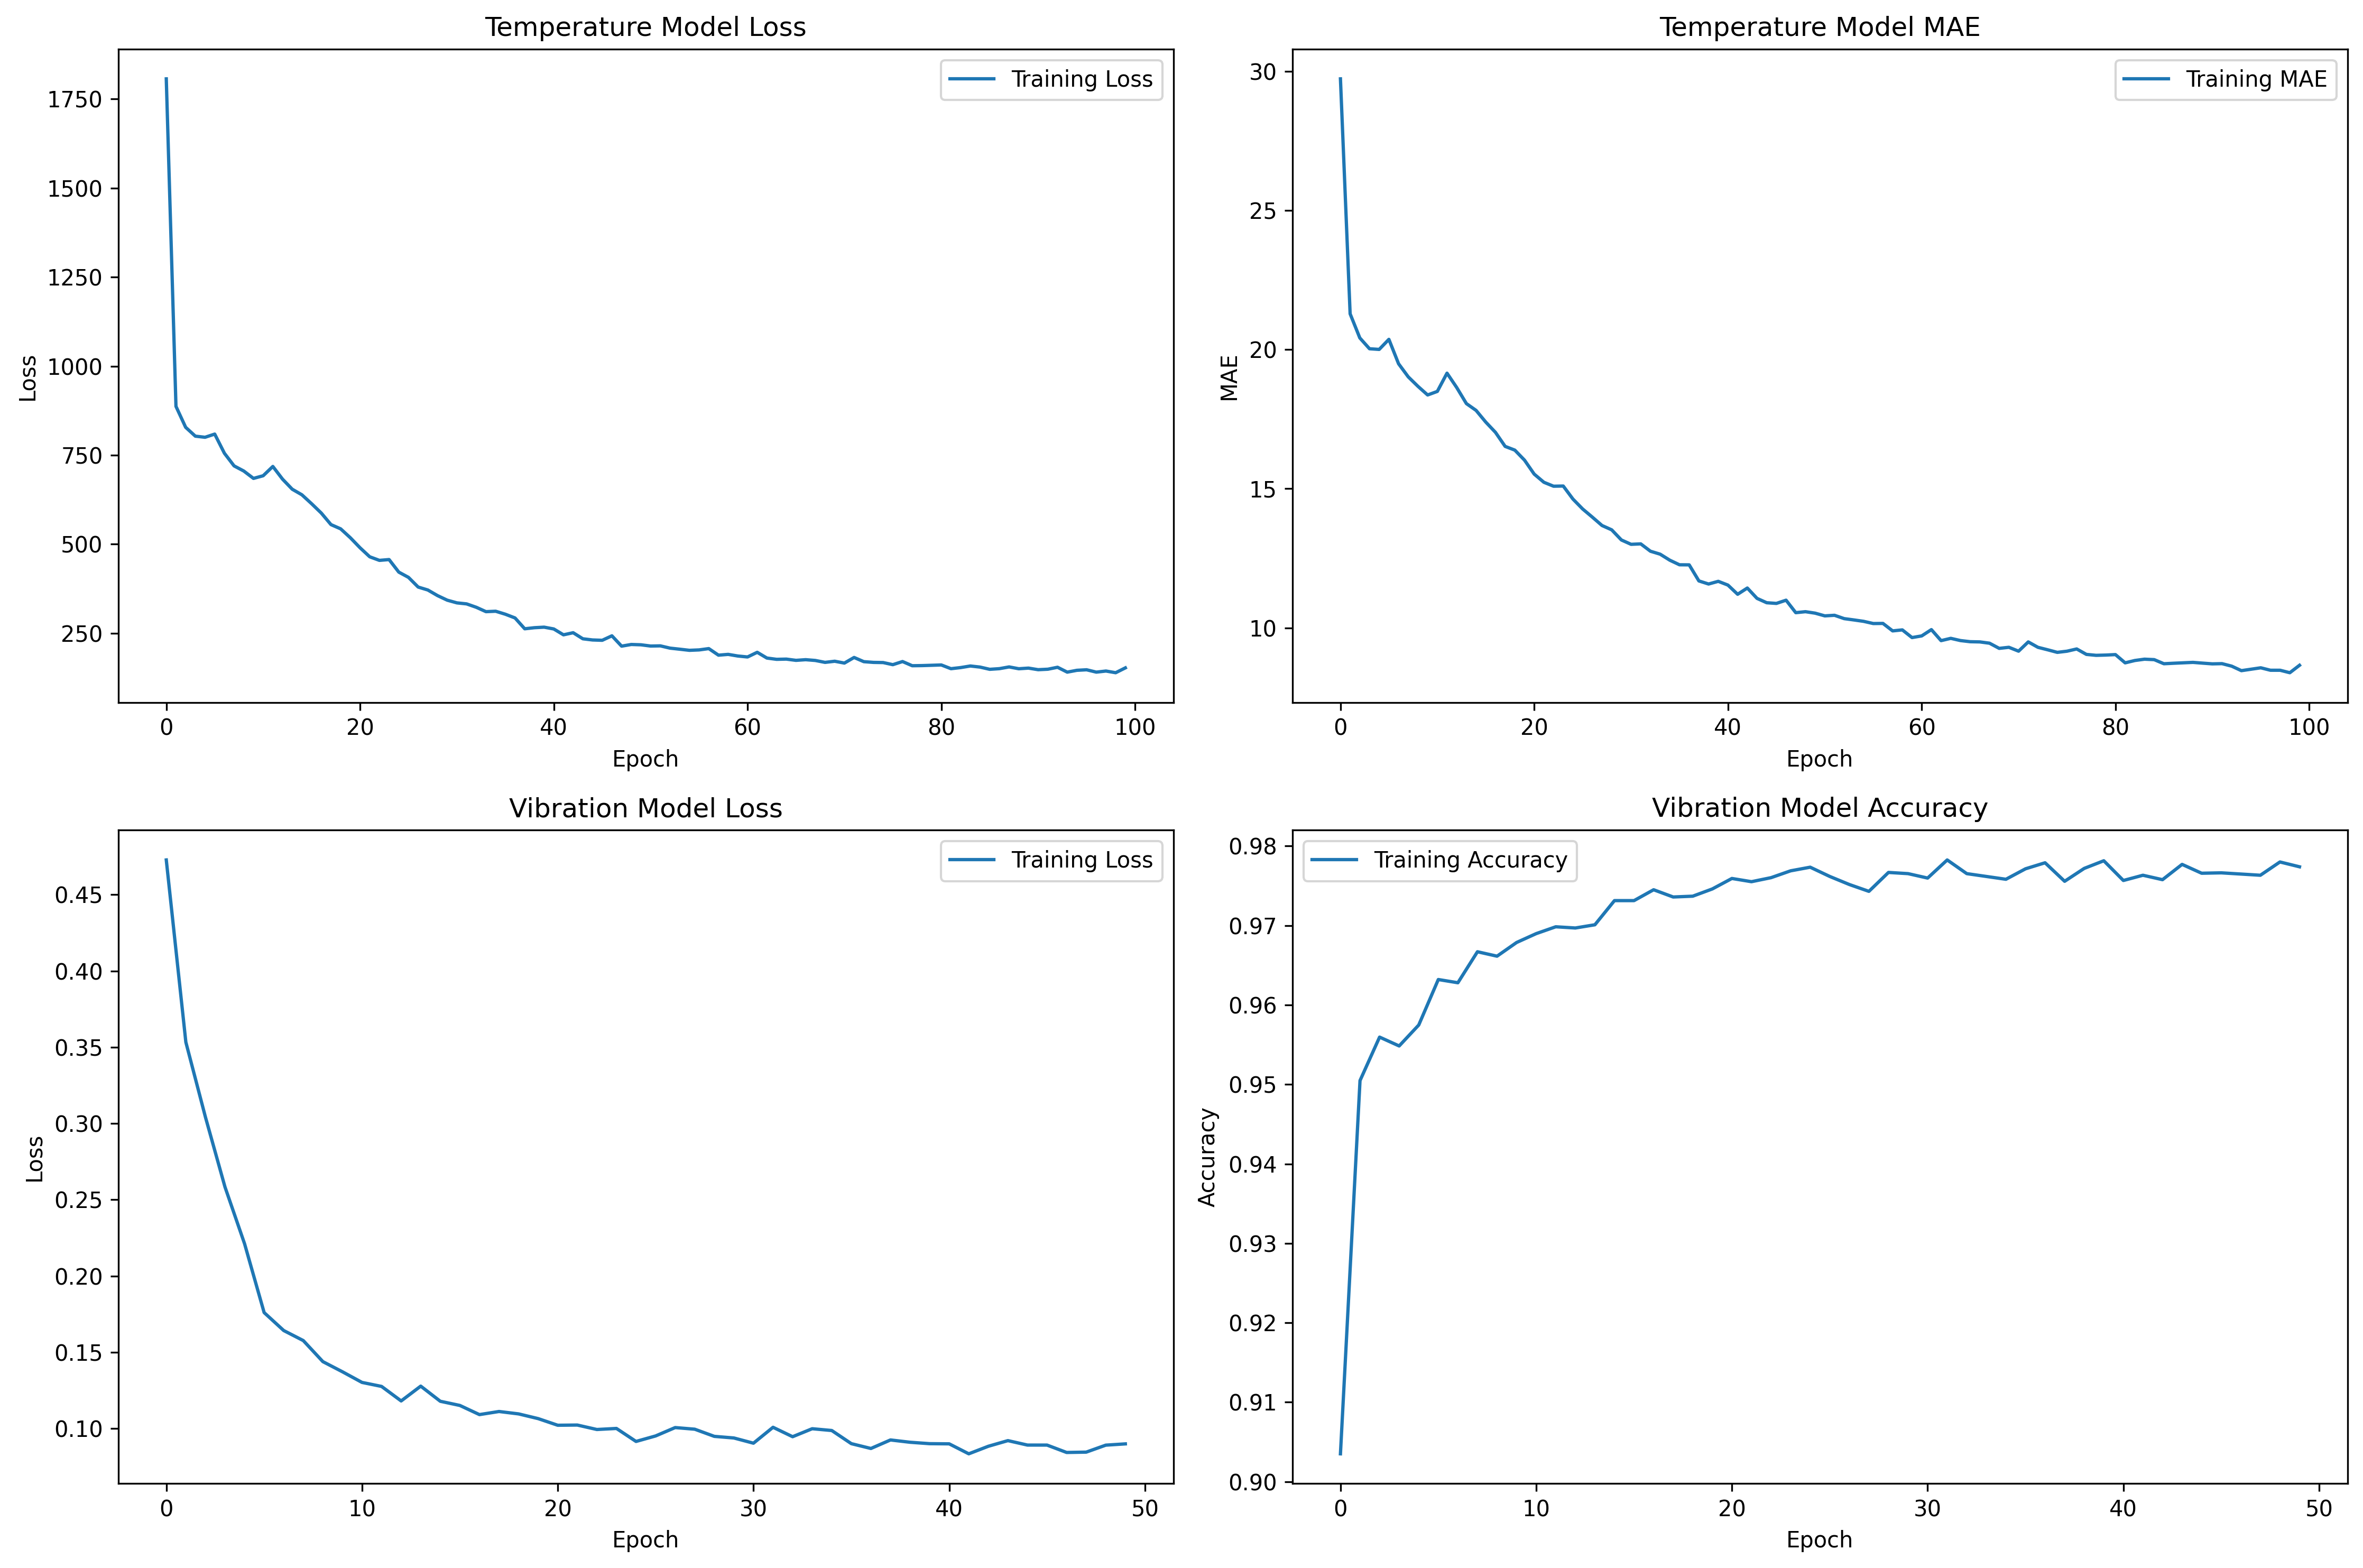 Temperature Model Loss
Training Loss
1750
1500
1250
1000
750
500
250
Loss
0 20 40 60 80 100
Epoch
Temperature Model MAE
Training MAE
30
25
20
15
10
MAE
0 20 40 60 80 100
Epoch
Vibration Model Loss
Training Loss
0.45
0.40
0.35
0.30
0.25
0.20
0.15
0.10
Loss
0 10 20 30 40 50
Epoch
Vibration Model Accuracy
Training Accuracy
0.98
0.97
0.96
0.95
0.94
0.93
0.92
0.91
0.90
Accuracy
0 10 20 30 40 50
Epoch